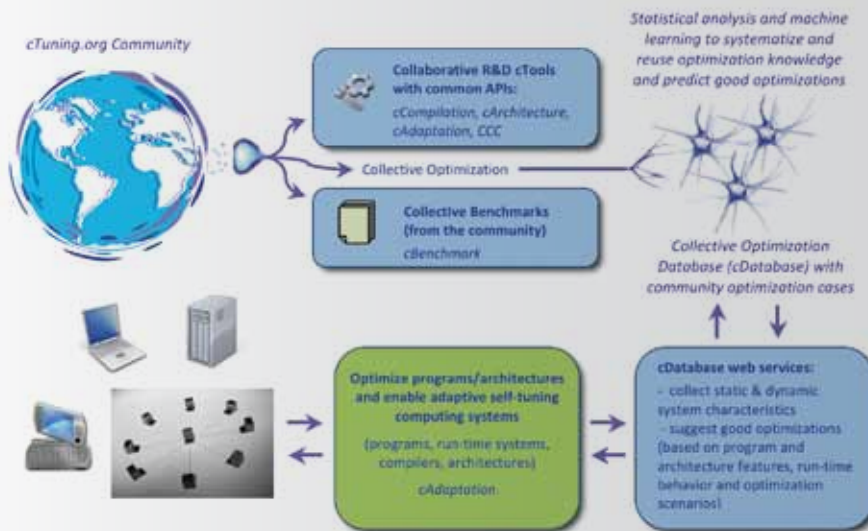 cTuning.org Community
Statistical analysis and machine
learning to systematize and
reuse optimization knowledge
and predict good optimizations
Collaborative R&D cTools
with common APIs:
cCompilation, cArchitecture,
cAdaptation, CCC
Collective Optimization
Collective Benchmarks
(from the community)
cBenchmark
Collective Optimization
Database (cDatabase) with
community optimization cases
Optimize programs/architectures
and enable adaptive self-tuning
computing systems
(programs, run-time systems,
compilers, architectures)
cAdaptation
cDatabase web services:
- collect static & dynamic
system characteristics
- suggest good optimizations
(based on program and
architecture features, run-time
behavior and optimization
scenarios)